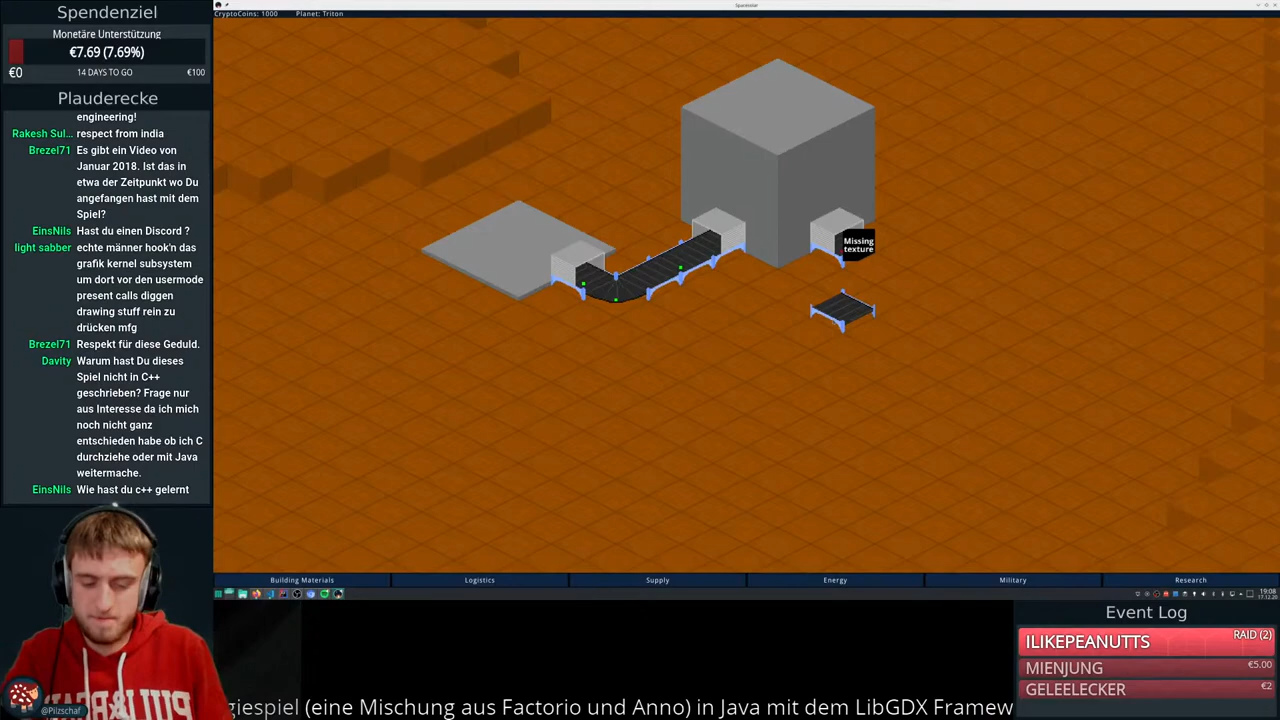 Spendenziel
Monetäre Unterstützung
€7.69 (7.69%)
€0
14 DAYS TO GO
€100
Plauderecke
engineering!
Rakesh Sul... respect from india
Brezel71 Es gibt ein Video von
Januar 2018. Ist das in
etwa der Zeitpunkt wo Du
angefangen hast mit dem
Spiel?
EinsNils Hast du einen Discord ?
light sabber echte männer hook'n das
grafik kernel subsystem
um dort vor den usermode
present calls diggen
drawing stuff rein zu
drücken mfg
Brezel71 Respekt für diese Geduld.
Davity Warum hast Du dieses
Spiel nicht in C++
geschrieben? Frage nur
aus Interesse da ich mich
noch nicht ganz
entschieden habe ob ich C
durchziehe oder mit Java
weitermache.
EinsNils Wie hast du c++ gelernt
@Pilzschaf
CryptoCoins: 1000 Planet: Triton
Missing
texture
Building Materials Logistics Supply Energy Military Research
19:08
17.12.20
Event Log
ILIKEPEANUTTS RAID (2)
MIENJUNG €5.00
GELEELECKER €2
giespiel (eine Mischung aus Factorio und Anno) in Java mit dem LibGDX Framew